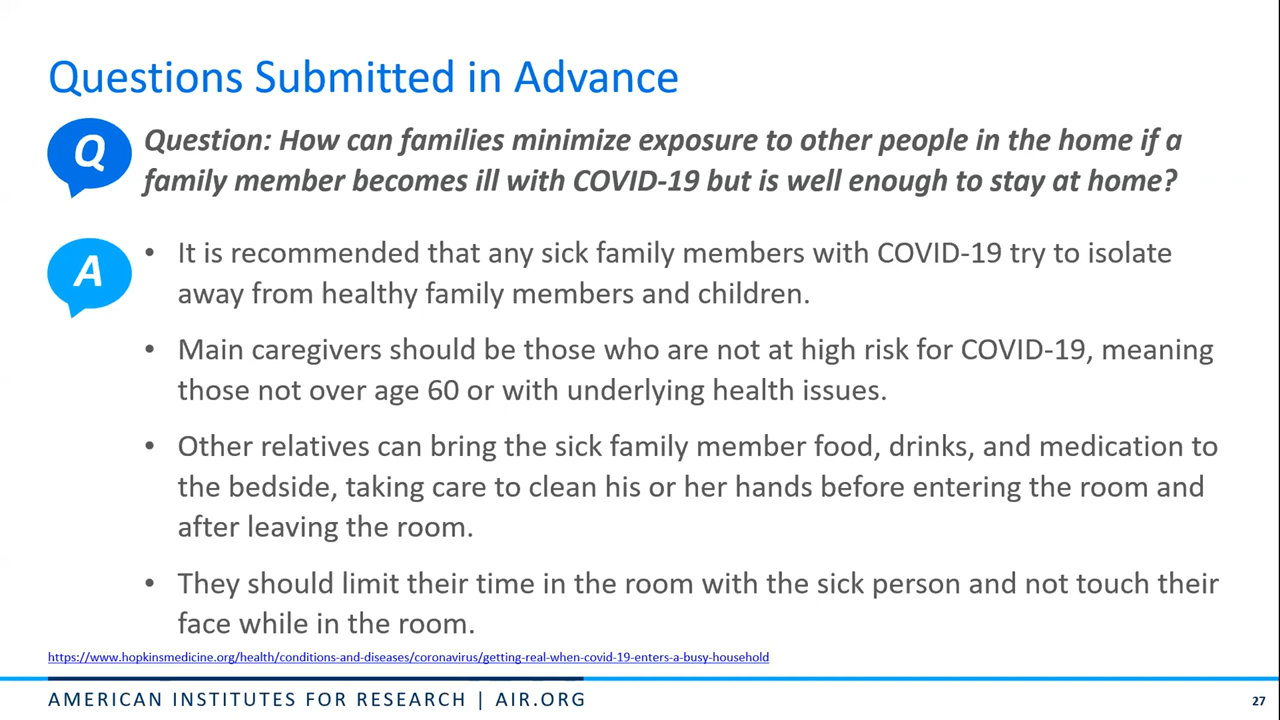 Questions Submitted in Advance
Q
Question: How can families minimize exposure to other people in the home if a
family member becomes ill with COVID-19 but is well enough to stay at home?
A
• It is recommended that any sick family members with COVID-19 try to isolate
away from healthy family members and children.
• Main caregivers should be those who are not at high risk for COVID-19, meaning
those not over age 60 or with underlying health issues.
• Other relatives can bring the sick family member food, drinks, and medication to
the bedside, taking care to clean his or her hands before entering the room and
after leaving the room.
• They should limit their time in the room with the sick person and not touch their
face while in the room.
https://www.hopkinsmedicine.org/health/conditions-and-diseases/coronavirus/getting-real-when-covid-19-enters-a-busy-household
AMERICAN INSTITUTES FOR RESEARCH | AIR.ORG
27